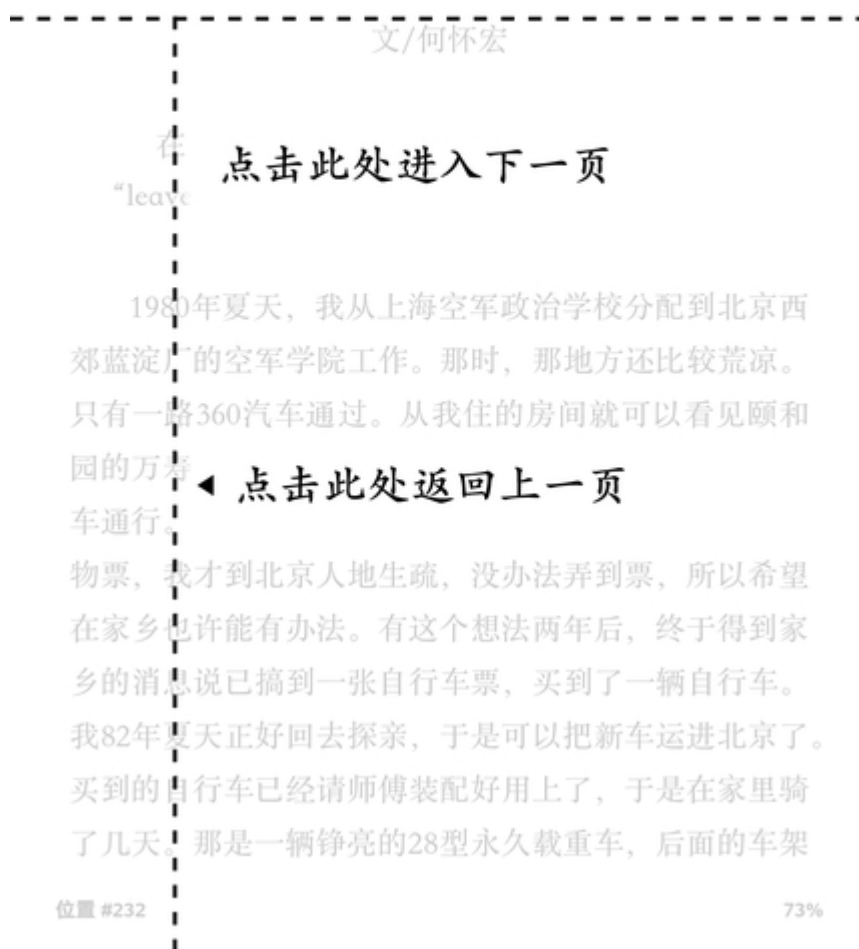 文/何怀宏
在
点击此处进入下一页
“leave
1980年夏天，我从上海空军政治学校分配到北京西
郊蓝淀厂的空军学院工作。那时，那地方还比较荒凉。
只有一路360汽车通过。从我住的房间就可以看见颐和
园的万寿
点击此处返回上一页
车通行。
物票，我才到北京人地生疏，没办法弄到票，所以希望
在家乡也许能有办法。有这个想法两年后，终于得到家
乡的消息说已搞到一张自行车票，买到了一辆自行车。
我82年夏天正好回去探亲，于是可以把新车运进北京了。
买到的自行车已经请师傅装配好用上了，于是在家里骑
了几天。那是一辆铮亮的28型永久载重车，后面的车架
位置 #232
73%